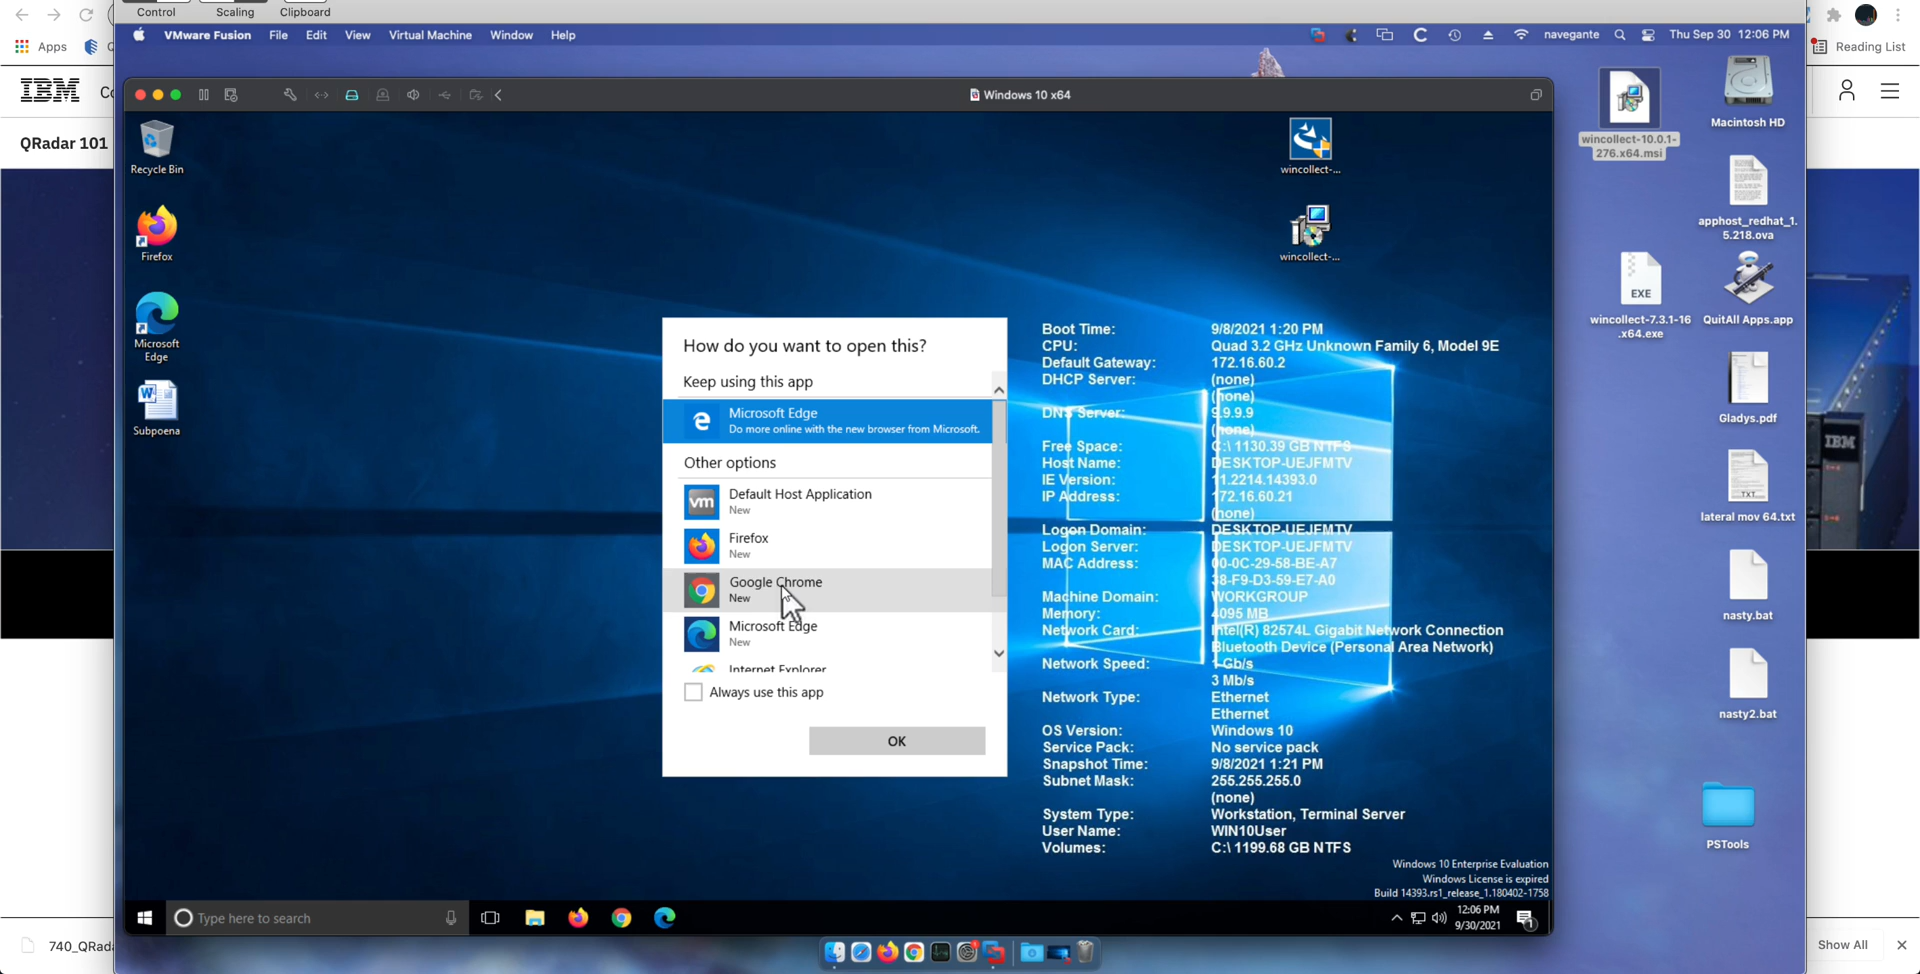 Control
Scaling
Clipboard
Apps
Reading List
VMware Fusion
File
Edit
View
Virtual Machine
Window
Help
navegante
Thu Sep 30 12:06 PM
IBM
QRadar 101
Windows 10 x64
Recycle Bin
Firefox
Microsoft
Edge
Subpoena
wincollect-...
wincollect-...
wincollect-10.0.1-
276.x64.msi
Macintosh HD
apphost_redhat_1.
5.218.ova
EXE
wincollect-7.3.1-16
.x64.exe
QuitAll Apps.app
Gladys.pdf
TXT
lateral mov 64.txt
nasty.bat
nasty2.bat
PSTools
IBM
How do you want to open this?
Keep using this app
Microsoft Edge
Do more online with the new browser from Microsoft.
Other options
vm
Default Host Application
New
Firefox
New
Google Chrome
New
Microsoft Edge
New
Internet Explorer
Always use this app
OK
Boot Time: 9/8/2021 1:20 PM
CPU: Quad 3.2 GHz Unknown Family 6, Model 9E
Default Gateway: 172.16.60.2
DHCP Server: (none)
(none)
DNS Server: 9.9.9.9
(none)
Free Space: C:\ 1130.39 GB NTFS
Host Name: DESKTOP-UEJFMTV
IE Version: 11.2214.14393.0
IP Address: 172.16.60.21
(none)
Logon Domain: DESKTOP-UEJFMTV
Logon Server: DESKTOP-UEJFMTV
MAC Address: 00-0C-29-58-BE-A7
38-F9-D3-59-E7-A0
Machine Domain: WORKGROUP
Memory: 4095 MB
Network Card: Intel(R) 82574L Gigabit Network Connection
Bluetooth Device (Personal Area Network)
Network Speed: 1 Gb/s
3 Mb/s
Network Type: Ethernet
Ethernet
OS Version: Windows 10
Service Pack: No service pack
Snapshot Time: 9/8/2021 1:21 PM
Subnet Mask: 255.255.255.0
(none)
System Type: Workstation, Terminal Server
User Name: WIN10User
Volumes: C:\ 1199.68 GB NTFS
Windows 10 Enterprise Evaluation
Windows License is expired
Build 14393.rs1_release_1.180402-1758
Type here to search
12:06 PM
9/30/2021
1
740_QRada
Show All